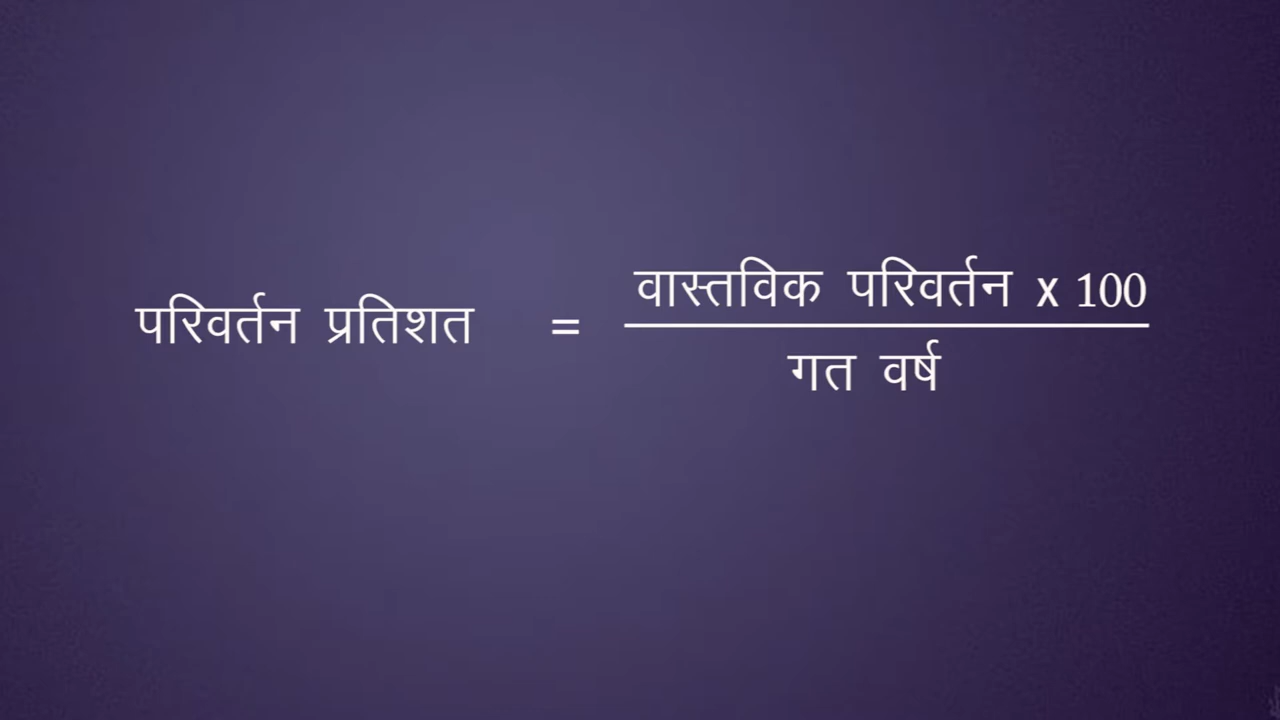 वास्तविक परिवर्तन x 100
परिवर्तन प्रतिशत =
गत वर्ष